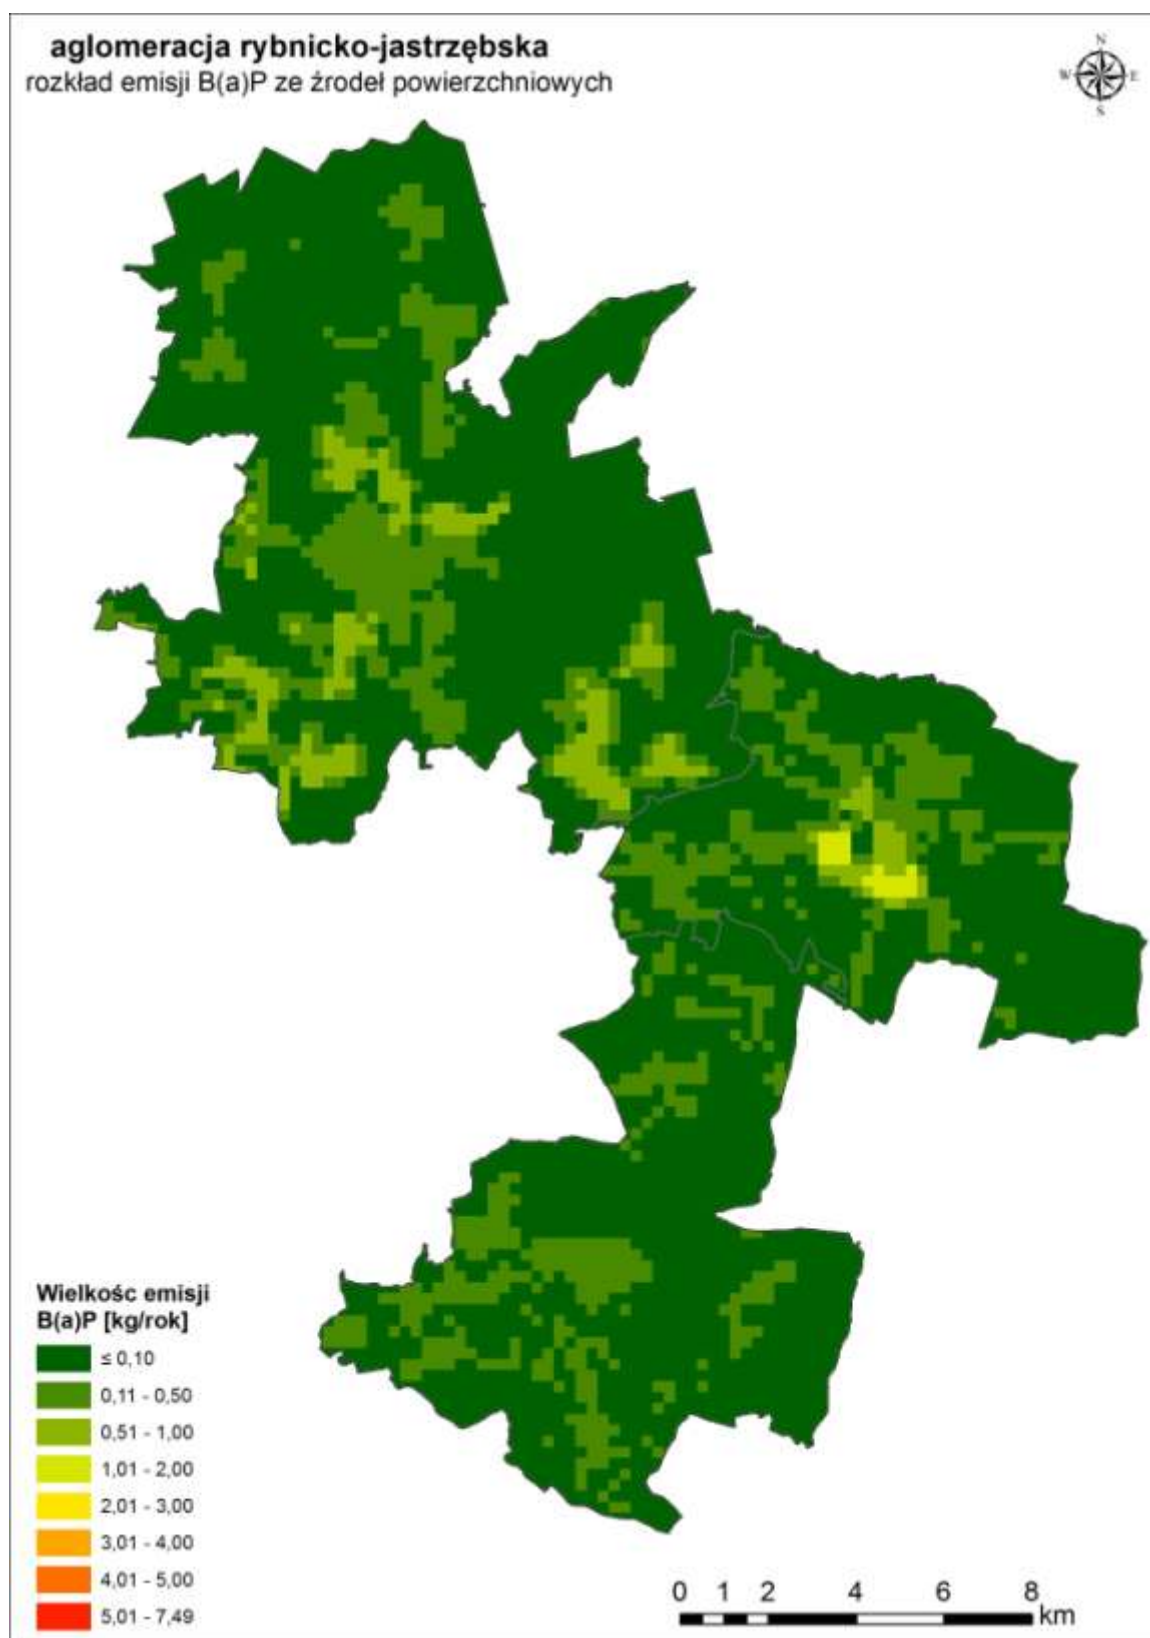 aglomeracja rybnicko-jastrzębska
rozkład emisji B(a)P ze źrodeł powierzchniowych
N
W E
S
Wielkośc emisji
B(a)P [kg/rok]
≤ 0,10
0,11 - 0,50
0,51 - 1,00
1,01 - 2,00
2,01 - 3,00
3,01 - 4,00
4,01 - 5,00
5,01 - 7,49
0 1 2 4 6 8
km